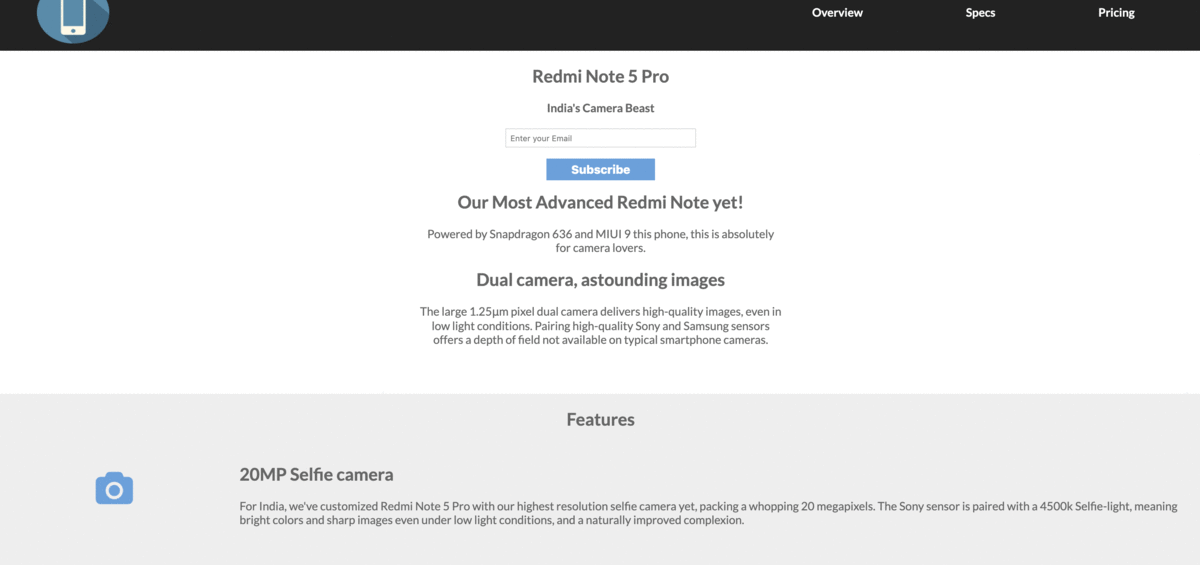 Overview Specs Pricing
Redmi Note 5 Pro
India's Camera Beast
Enter your Email
Subscribe
Our Most Advanced Redmi Note yet!
Powered by Snapdragon 636 and MIUI 9 this phone, this is absolutely
for camera lovers.
Dual camera, astounding images
The large 1.25μm pixel dual camera delivers high-quality images, even in
low light conditions. Pairing high-quality Sony and Samsung sensors
offers a depth of field not available on typical smartphone cameras.
Features
20MP Selfie camera
For India, we've customized Redmi Note 5 Pro with our highest resolution selfie camera yet, packing a whopping 20 megapixels. The Sony sensor is paired with a 4500k Selfie-light, meaning
bright colors and sharp images even under low light conditions, and a naturally improved complexion.